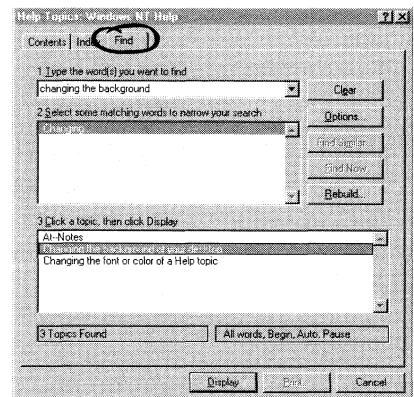 Help Topics: Windows NT Help
Contents Index Find
1 Type the word(s) you want to find
changing the background
Clear
2 Select some matching words to narrow your search
Changing
Options...
Find Similar...
Find Now
Rebuild...
3 Click a topic, then click Display
At--Notes
Changing the background of your desktop
Changing the font or color of a Help topic
3 Topics Found
All words, Begin, Auto, Pause
Display
Print...
Cancel